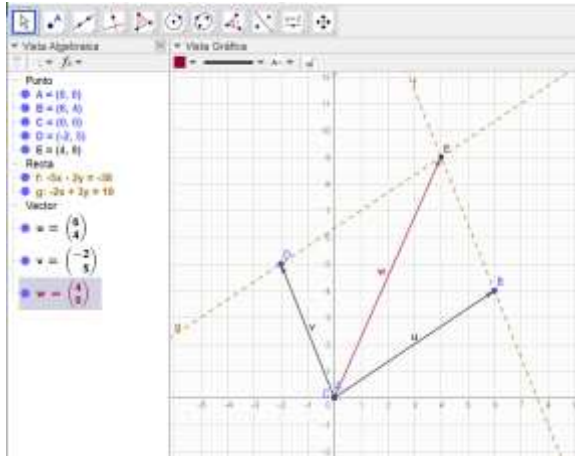 Vista Algebraica
Vista Gráfica
Punto
A = (0, 0)
B = (6, 4)
C = (0, 0)
D = (-2, 5)
E = (4, 9)
Recta
f: -5x - 2y = -38
g: -2x + 3y = 19
Vector
u = (6
4)
v = (-2
5)
w = (4
9)
f
E
D
B
w
v
u
g
C
A